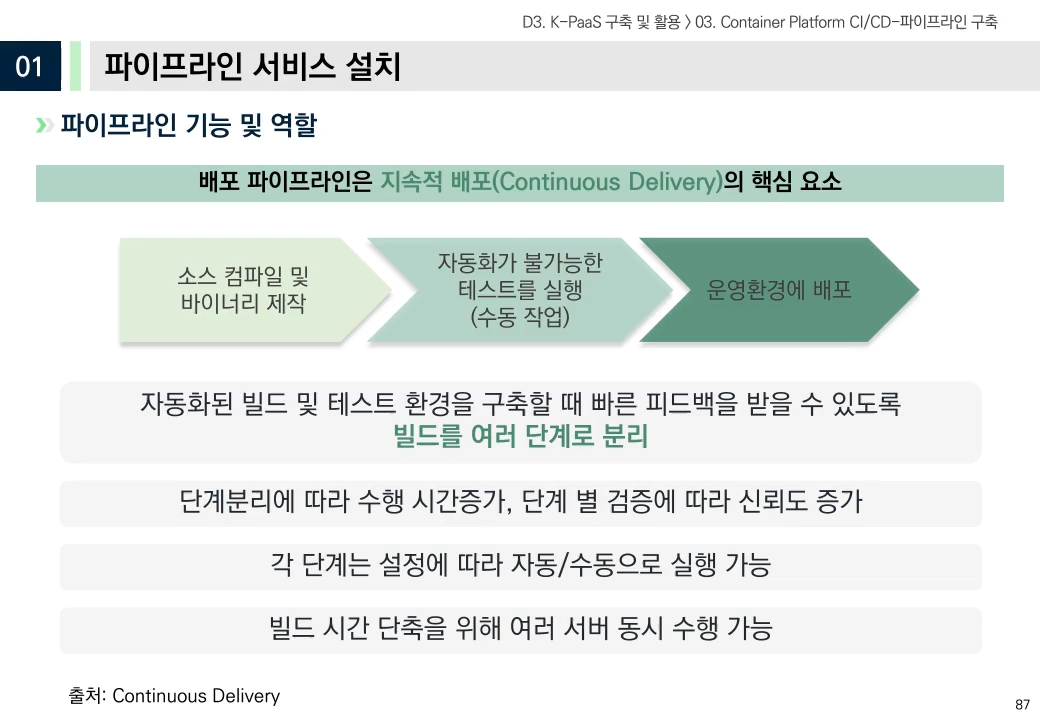 D3. K-PaaS 구축 및 활용 > 03. Container Platform CI/CD-파이프라인 구축
01
파이프라인 서비스 설치
파이프라인 기능 및 역할
배포 파이프라인은 지속적 배포(Continuous Delivery)의 핵심 요소
소스 컴파일 및
바이너리 제작
자동화가 불가능한
테스트를 실행
(수동 작업)
운영환경에 배포
자동화된 빌드 및 테스트 환경을 구축할 때 빠른 피드백을 받을 수 있도록
빌드를 여러 단계로 분리
단계분리에 따라 수행 시간증가, 단계 별 검증에 따라 신뢰도 증가
각 단계는 설정에 따라 자동/수동으로 실행 가능
빌드 시간 단축을 위해 여러 서버 동시 수행 가능
출처: Continuous Delivery
87